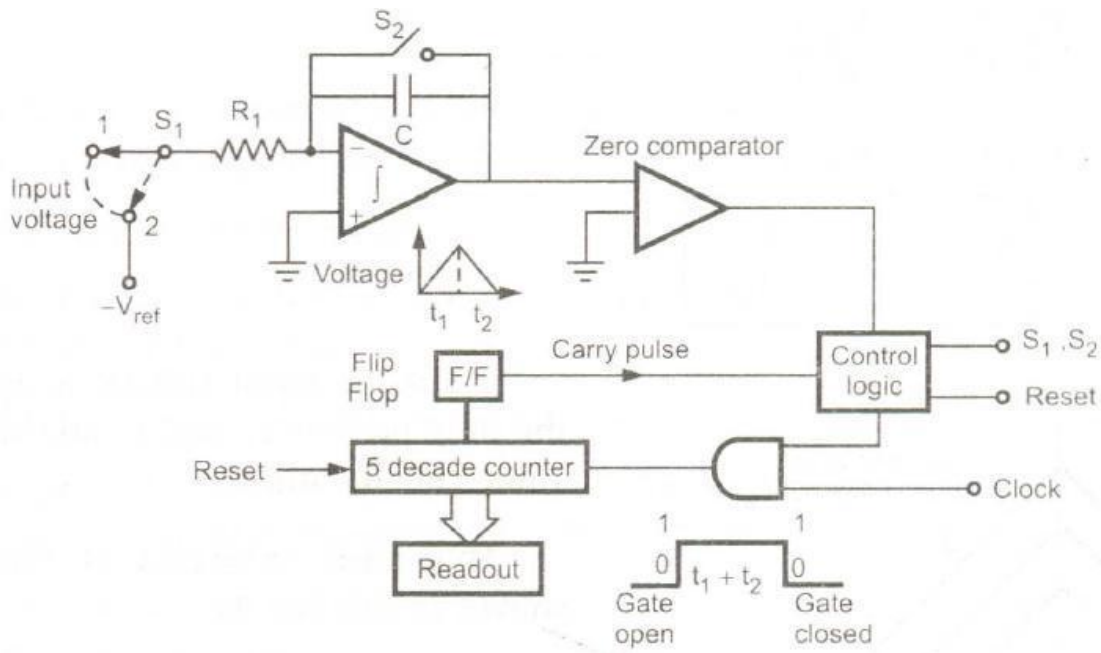 S2
1
S1
R1
C
−
∫
+
Input
voltage
2
−Vref
Zero comparator
Voltage
t1
t2
Flip
Flop
F/F
Carry pulse
Control
logic
S1 ,S2
Reset
Reset
5 decade counter
Clock
Readout
1
1
0
t1 + t2
0
Gate
open
Gate
closed